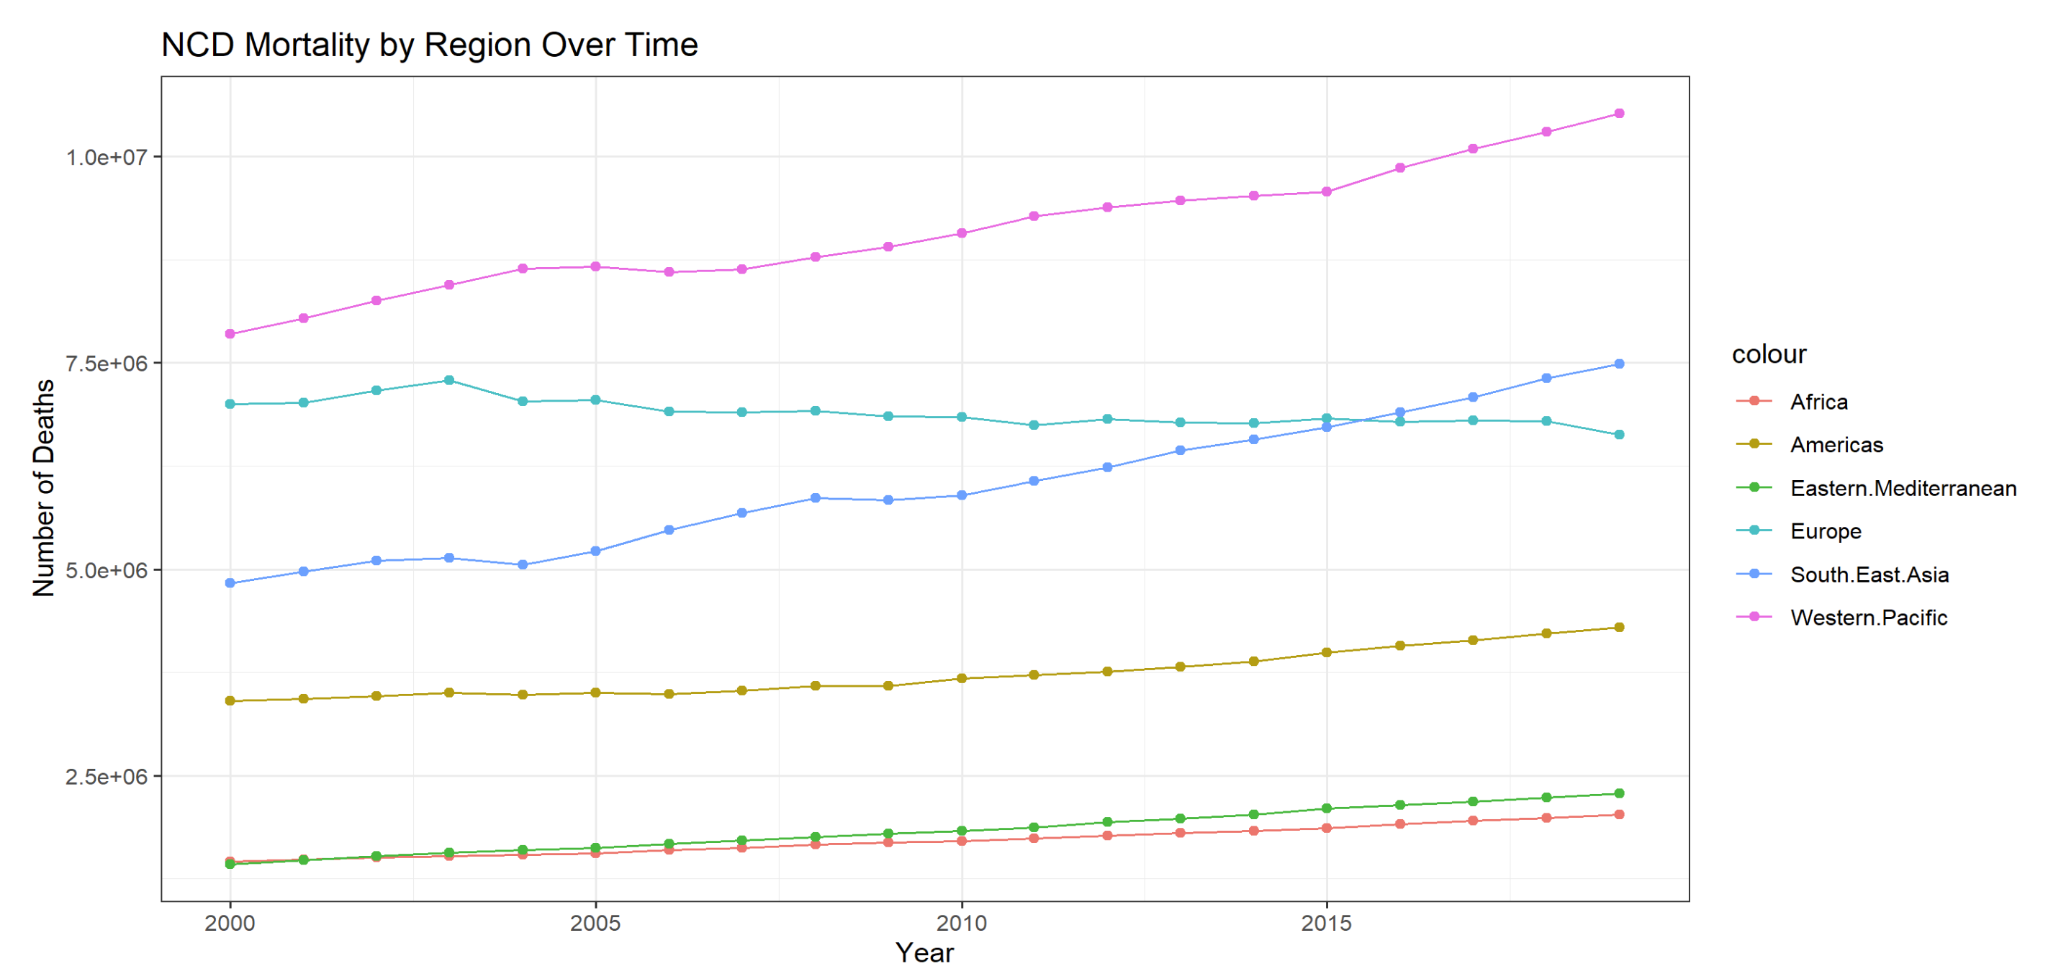 NCD Mortality by Region Over Time
Number of Deaths
1.0e+07
7.5e+06
5.0e+06
2.5e+06
2000
2005
2010
2015
Year
colour
Africa
Americas
Eastern.Mediterranean
Europe
South.East.Asia
Western.Pacific